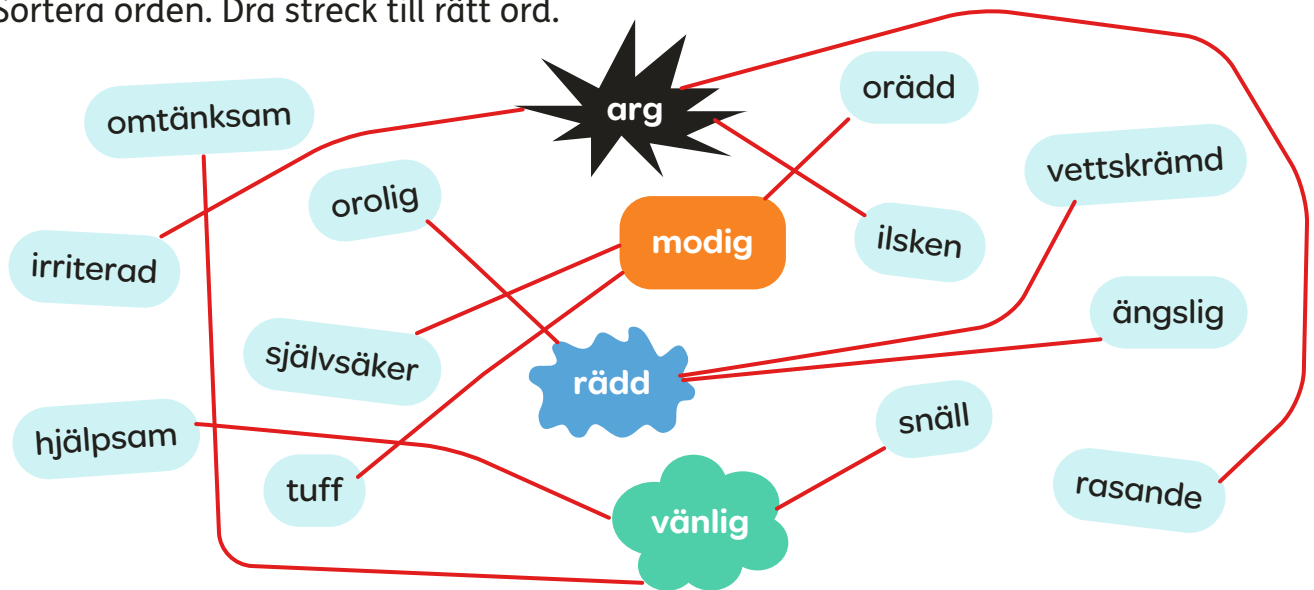 Sortera orden. Dra streck till rätt ord.
arg
orädd
omtänksam
vettskrämd
orolig
modig
ilsken
irriterad
ängslig
självsäker
rädd
snäll
hjälpsam
tuff
rasande
vänlig